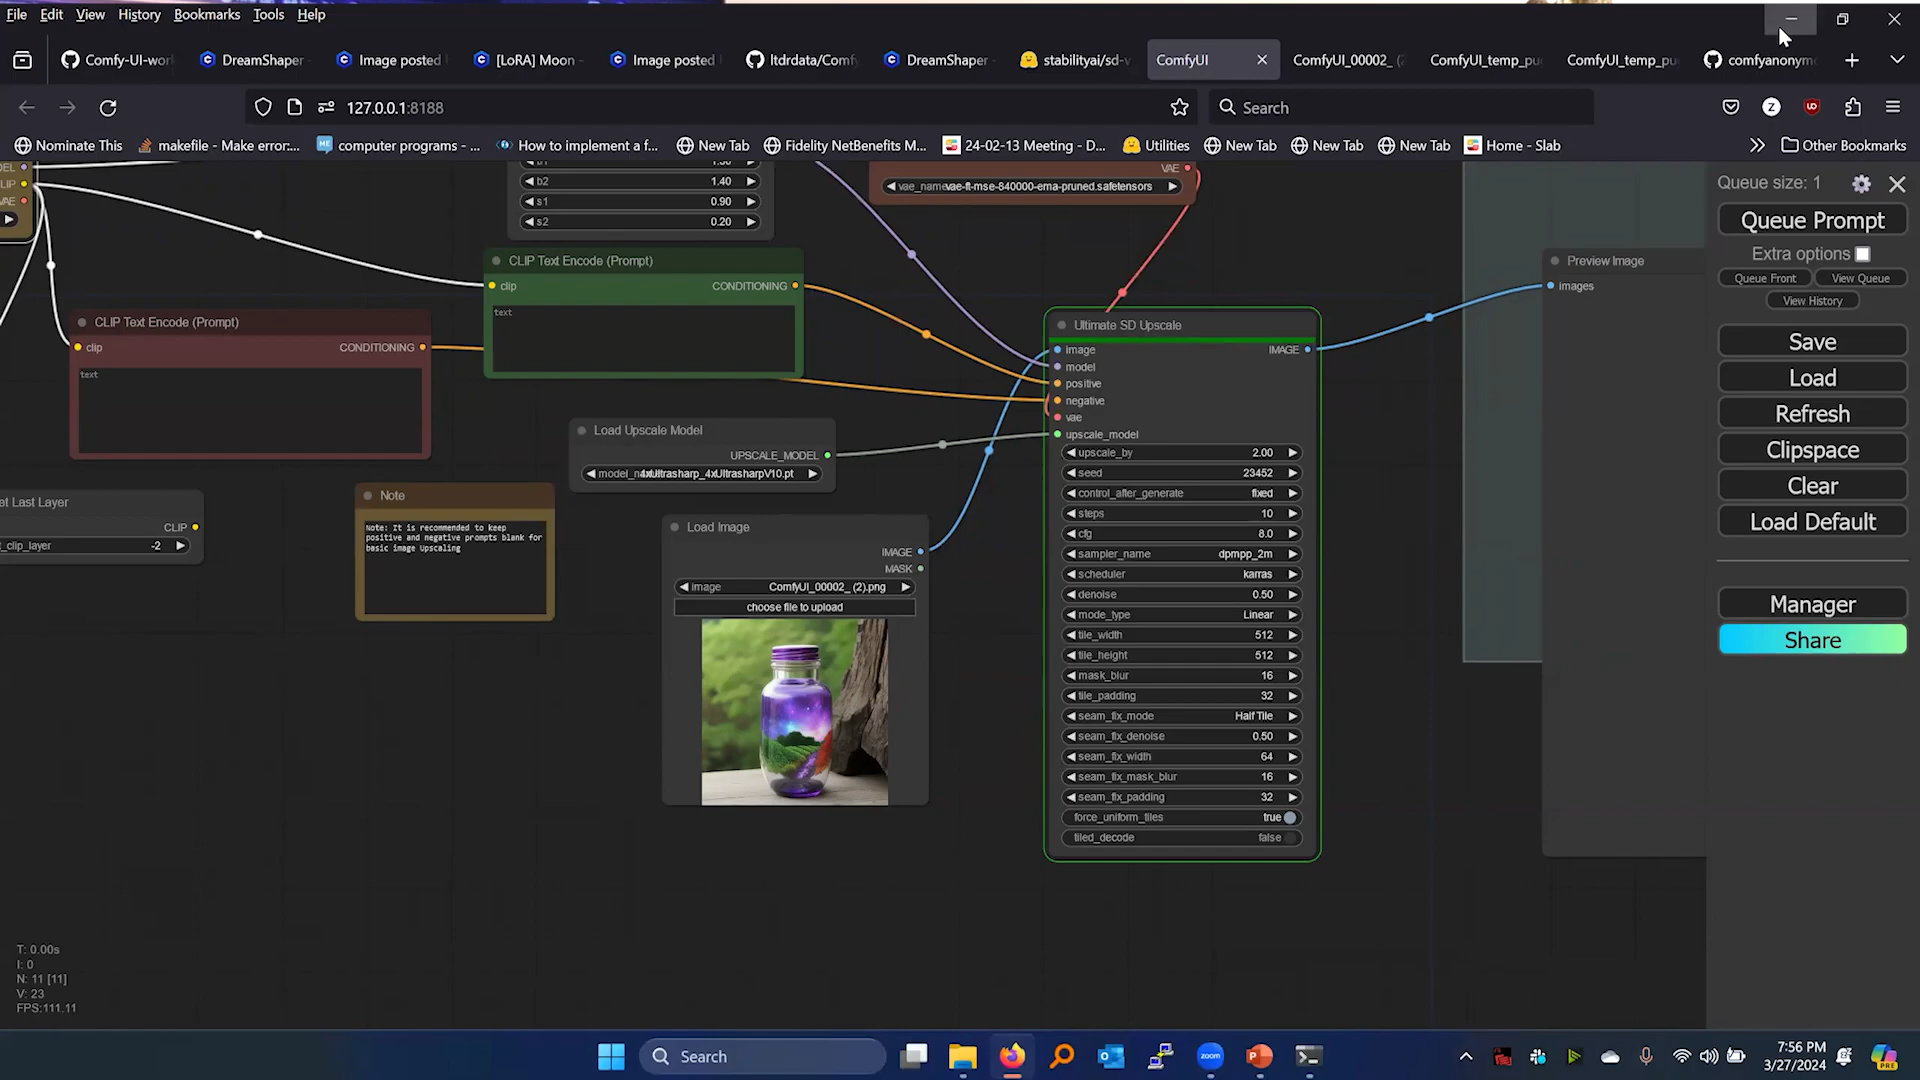 File Edit View History Bookmarks Tools Help
Comfy-UI-wor DreamShaper Image posted [LoRA] Moon Image posted ltdrdata/Comfy DreamShaper stabilityai/sd-v ComfyUI ComfyUI_00002_ (2 ComfyUI_temp_pu ComfyUI_temp_pu comfyanonym
127.0.0.1:8188 Search
Nominate This makefile - Make error:... computer programs - ... How to implement a f... New Tab Fidelity NetBenefits M... 24-02-13 Meeting - D... Utilities New Tab New Tab New Tab Home - Slab Other Bookmarks
CLIP
VAE
b2 1.40
s1 0.90
s2 0.20
VAE
vae-ft-mse-840000-ema-pruned.safetensors
CLIP Text Encode (Prompt)
clip CONDITIONING
text
CLIP Text Encode (Prompt)
clip CONDITIONING
text
Load Upscale Model
UPSCALE_MODEL
4xUltrasharp_4xUltrasharpV10.pt
et Last Layer
CLIP
t_clip_layer -2
Note
Note: It is recommended to keep
positive and negative prompts blank for
basic image Upscaling
Load Image
IMAGE
MASK
image ComfyUI_00002_ (2).png
choose file to upload
Ultimate SD Upscale
image IMAGE
model
positive
negative
vae
upscale_model
upscale_by 2.00
seed 23452
control_after_generate fixed
steps 10
cfg 8.0
sampler_name dpmpp_2m
scheduler karras
denoise 0.50
mode_type Linear
tile_width 512
tile_height 512
mask_blur 16
tile_padding 32
seam_fix_mode Half Tile
seam_fix_denoise 0.50
seam_fix_width 64
seam_fix_mask_blur 16
seam_fix_padding 32
force_uniform_tiles true
tiled_decode false
Preview Image
images
Queue size: 1
Queue Prompt
Extra options
Queue Front View Queue
View History
Save
Load
Refresh
Clipspace
Clear
Load Default
Manager
Share
T: 0.00s
I: 0
N: 11 [11]
V: 23
FPS:111.11
Search
zoom
7:56 PM
3/27/2024
PRE